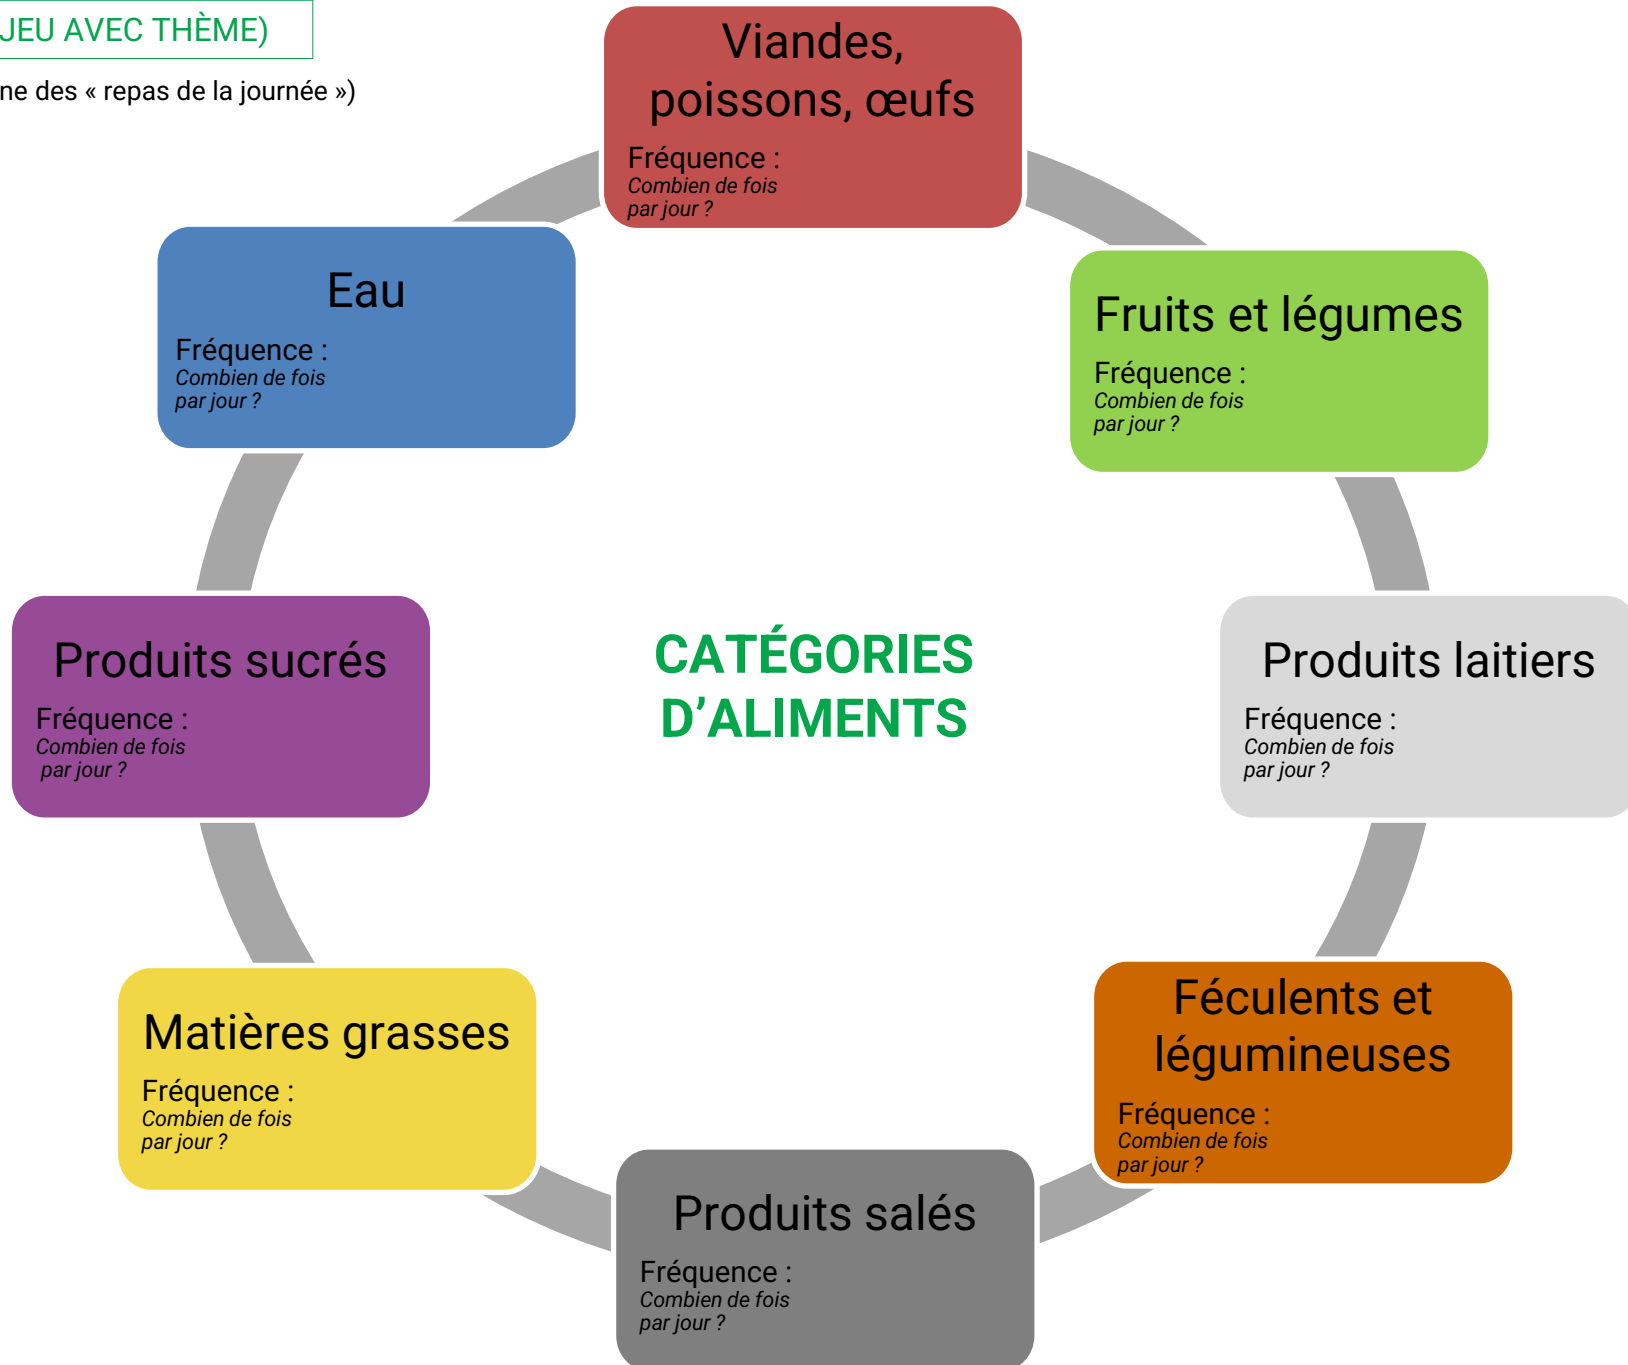 JEU AVEC THÈME)
ne des « repas de la journée »)
Viandes,
poissons, œufs
Fréquence :
Combien de fois
par jour ?
Eau
Fréquence :
Combien de fois
par jour ?
Fruits et légumes
Fréquence :
Combien de fois
par jour ?
Produits sucrés
Fréquence :
Combien de fois
par jour ?
CATÉGORIES
D’ALIMENTS
Produits laitiers
Fréquence :
Combien de fois
par jour ?
Matières grasses
Fréquence :
Combien de fois
par jour ?
Féculents et
légumineuses
Fréquence :
Combien de fois
par jour ?
Produits salés
Fréquence :
Combien de fois
par jour ?